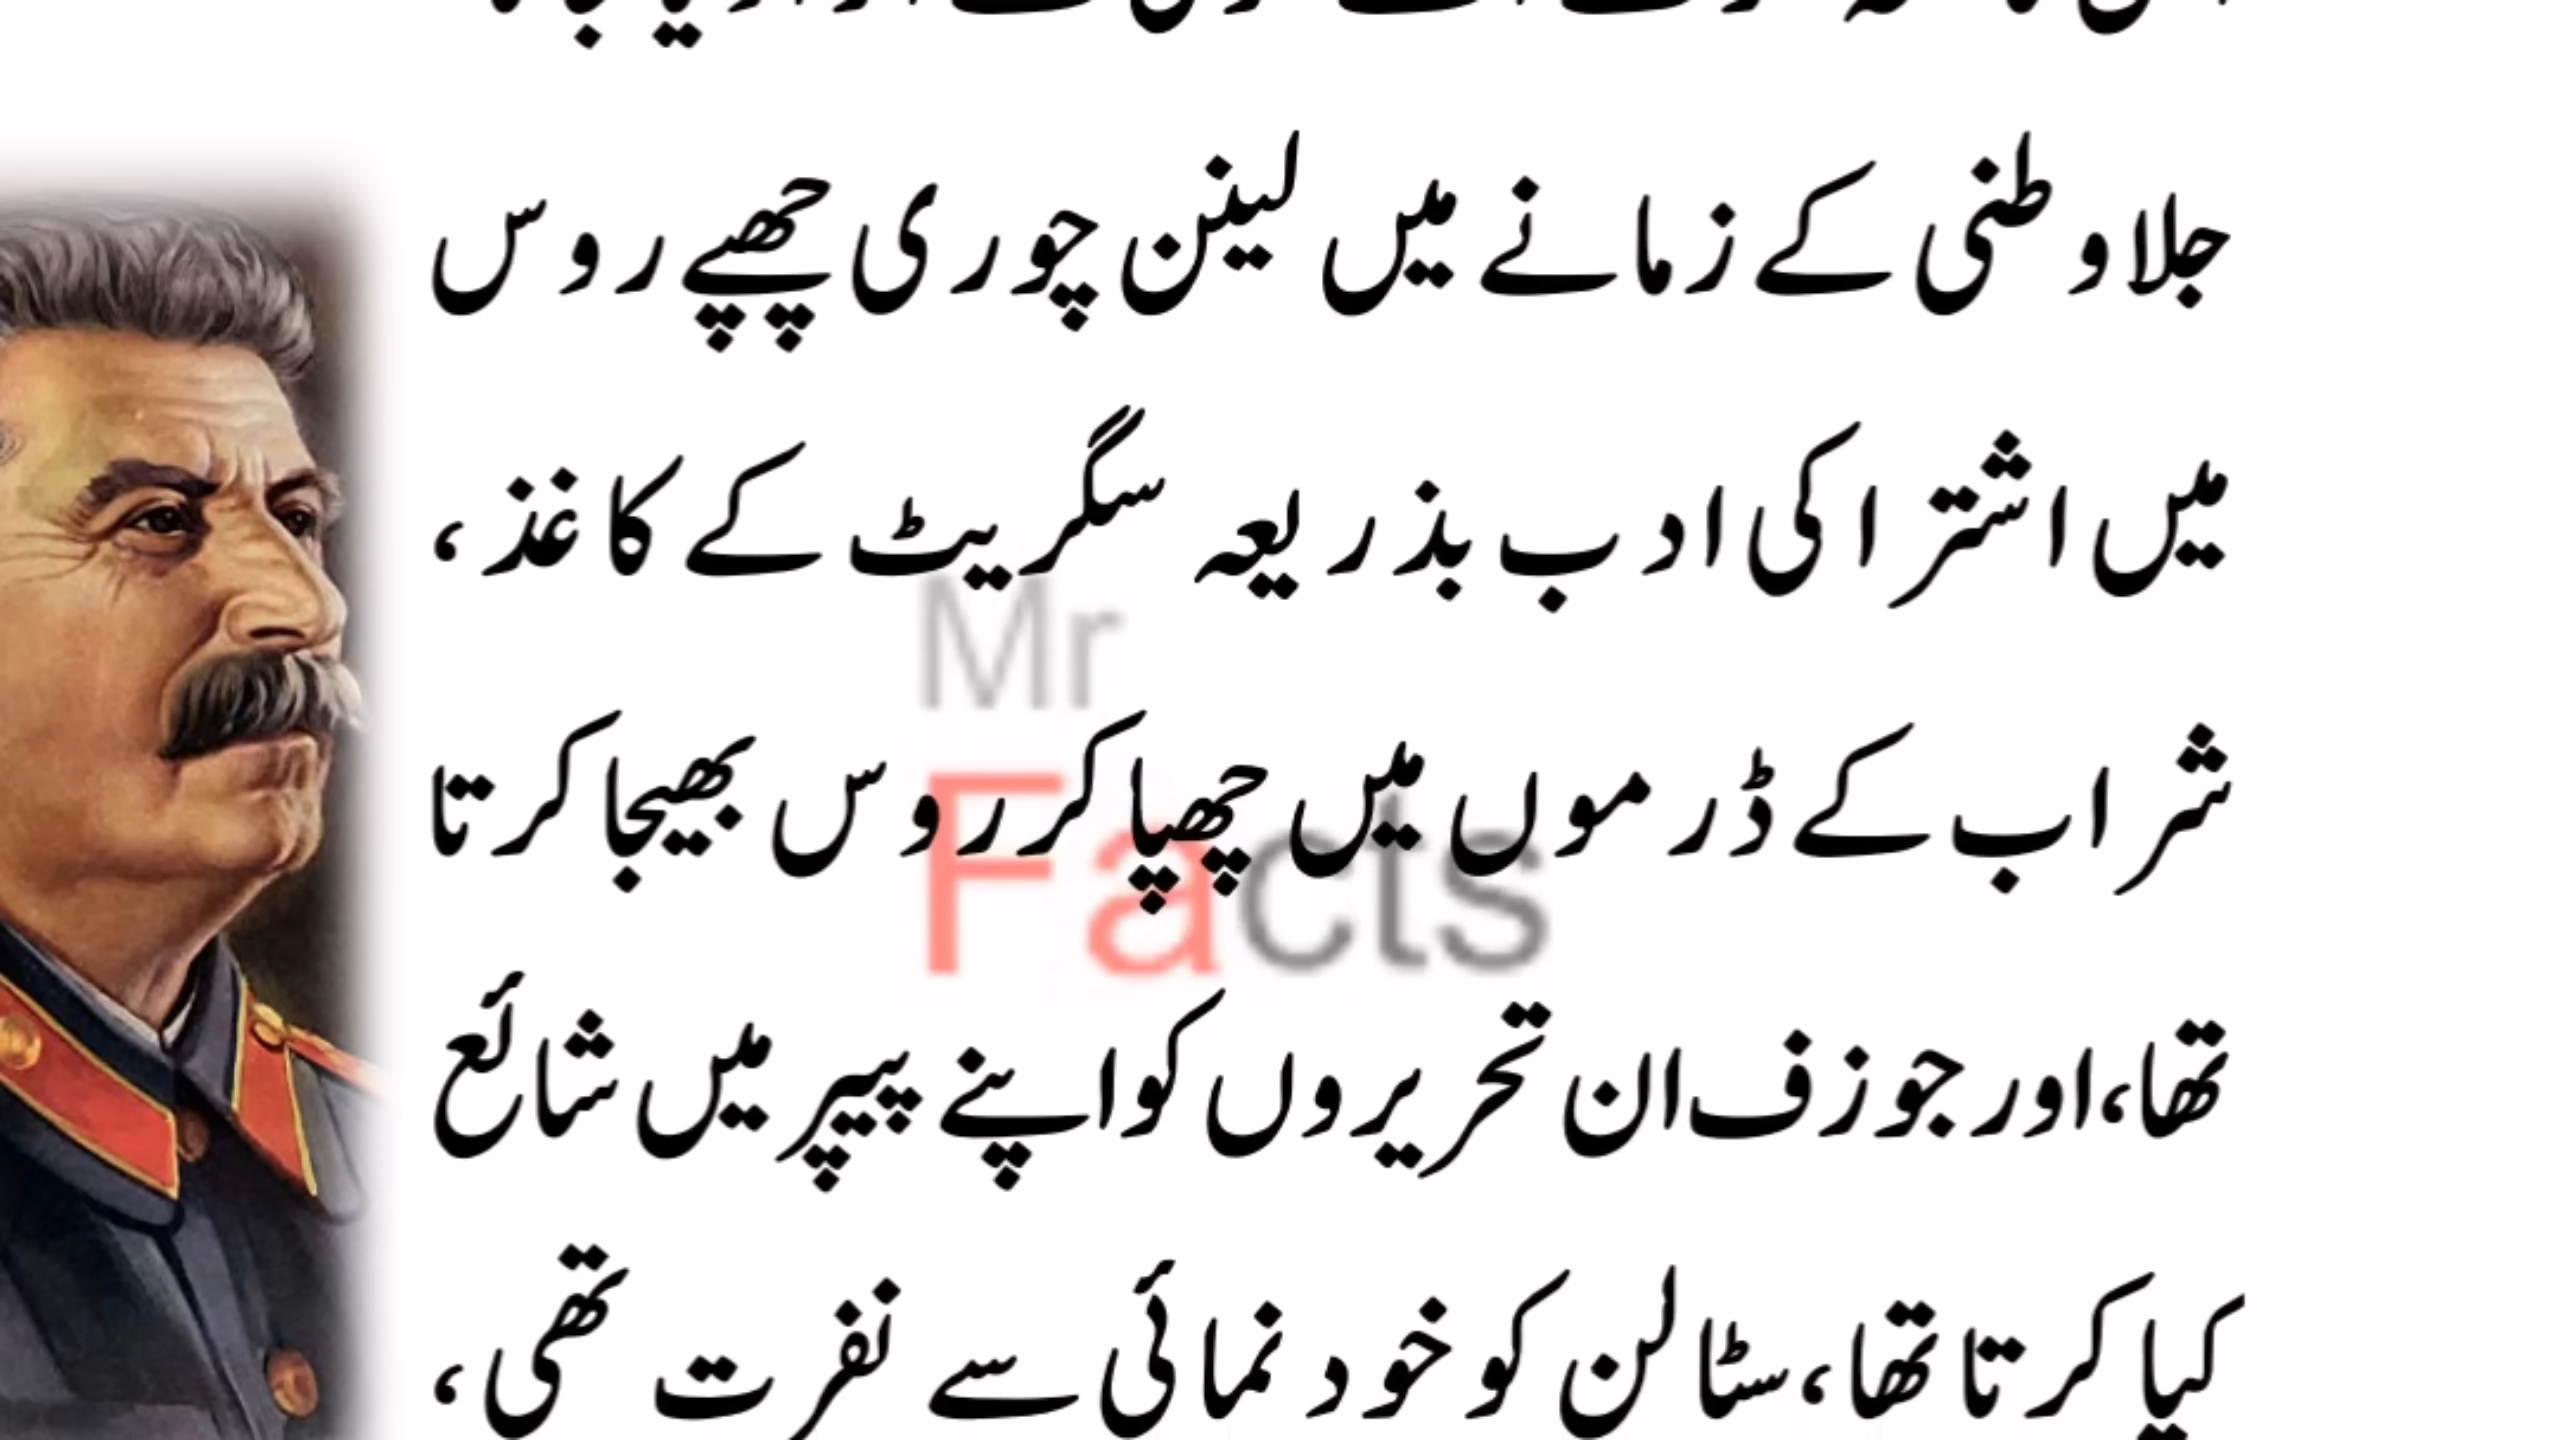 جلاوطنی کے زمانے میں لینن چوری چھپے روس
میں اشتراکی ادب بذریعہ سگریٹ کے کاغذ،
شراب کے ڈرموں میں چھپا کر روس بھیجا کرتا
تھا، اور جوزف ان تحریروں کو اپنے پیپر میں شائع
کیا کرتا تھا، سٹالن کو خود نمائی سے نفرت تھی،
Mr
Facts